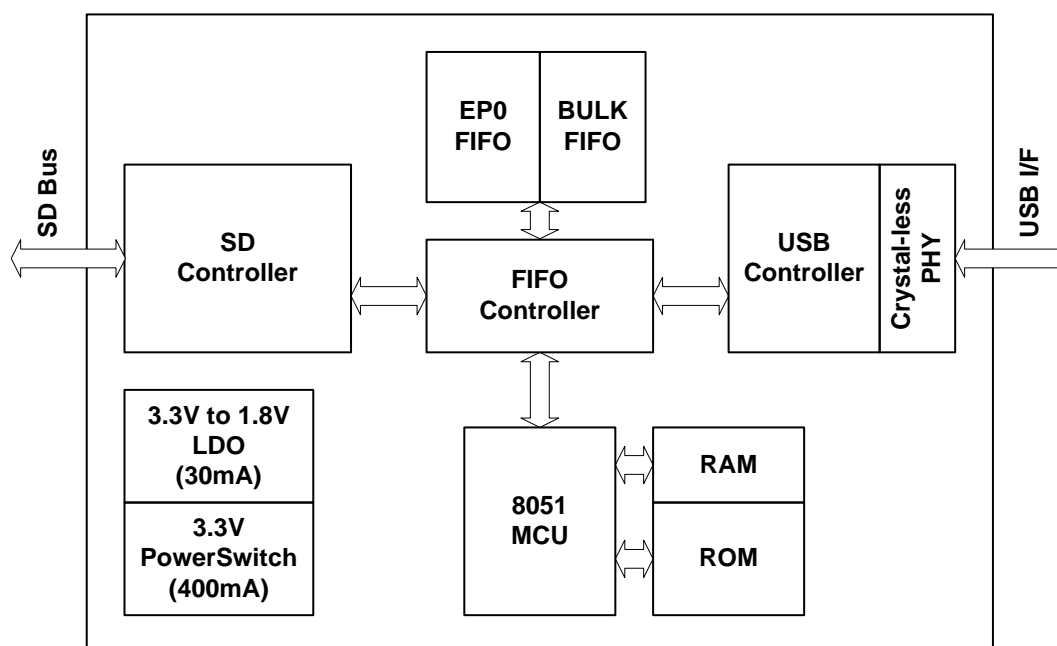 EP0
FIFO
BULK
FIFO
SD Bus
SD
Controller
FIFO
Controller
USB
Controller
Crystal-less
PHY
USB I/F
3.3V to 1.8V
LDO
(30mA)
3.3V
PowerSwitch
(400mA)
8051
MCU
RAM
ROM